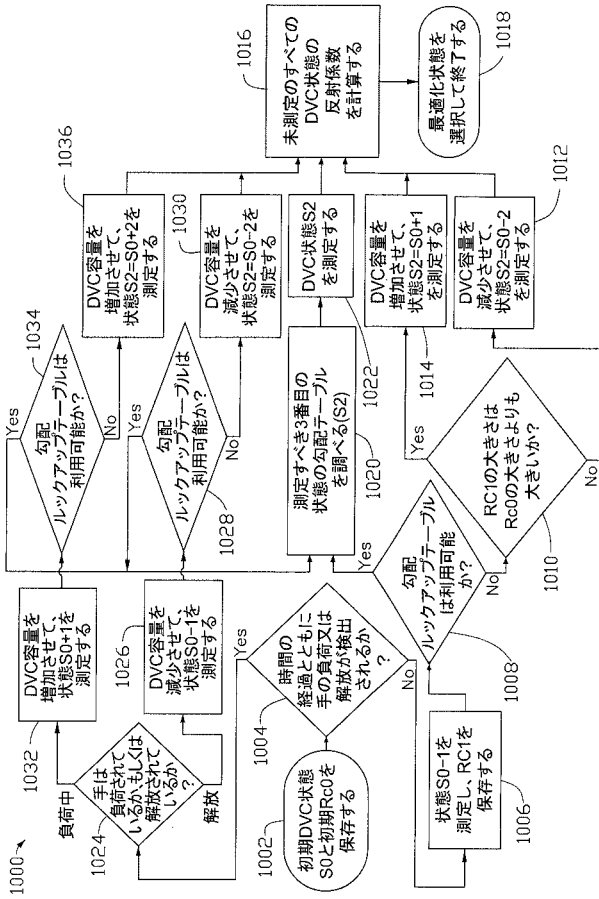 1000
1002
初期DVC状態
S0と初期Rc0を
保存する
1004
時間の
経過とともに
手の負荷又は
解放が検出
されるか
?
Yes
No
1006
状態S0−1を
測定し、RC1を
保存する
1008
勾配
ルックアップテーブル
は利用可能
か?
Yes
No
1010
RC1の大きさは
Rc0の大きさよりも
大きいか?
Yes
No
1012
DVC容量を
減少させて、
状態S2=S0−2
を測定する
1014
DVC容量を
増加させて、
状態S2=S0+1
を測定する
1016
未測定のすべての
DVC状態の
反射係数
を計算する
1018
最適化状態を
選択して終了する
1020
測定すべき3番目の
状態の勾配テーブル
を調べる(S2)
1022
DVC状態S2
を測定する
1024
手は
負荷されて
いるか、もしくは
解放されて
いるか
?
負荷中
解放
1026
DVC容量を
減少させて、
状態S0−1を
測定する
1028
勾配
ルックアップテーブルは
利用可能か?
Yes
No
1030
DVC容量を
減少させて、
状態S2=S0−2を
測定する
1032
DVC容量を
増加させて、
状態S0+1を
測定する
1034
勾配
ルックアップテーブルは
利用可能か?
Yes
No
1036
DVC容量を
増加させて、
状態S2=S0+2を
測定する